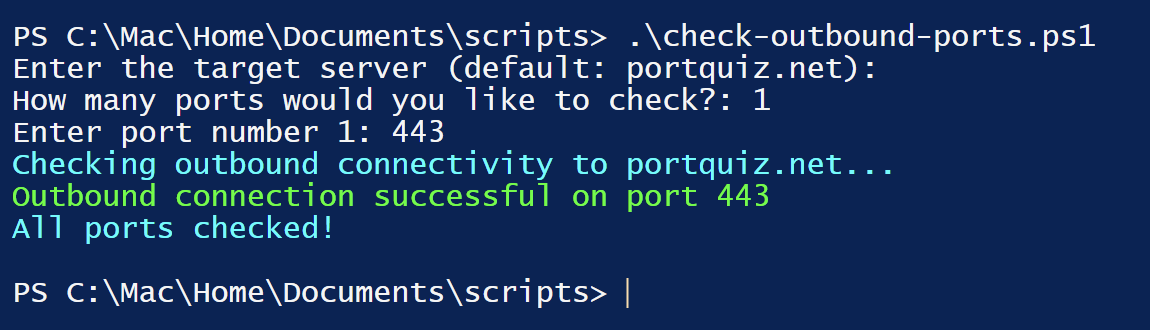 PS C:\Mac\Home\Documents\scripts> .\check-outbound-ports.ps1
Enter the target server (default: portquiz.net):
How many ports would you like to check?: 1
Enter port number 1: 443
Checking outbound connectivity to portquiz.net...
Outbound connection successful on port 443
All ports checked!
PS C:\Mac\Home\Documents\scripts>